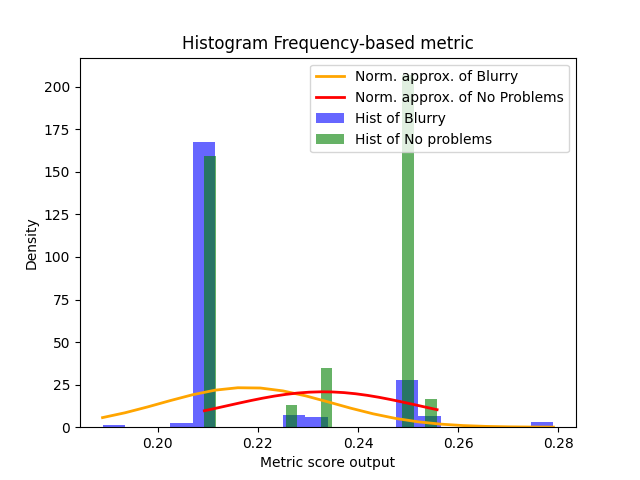 Histogram Frequency-based metric
Norm. approx. of Blurry
Norm. approx. of No Problems
Hist of Blurry
Hist of No problems
Density
200
175
150
125
100
75
50
25
0
0.20
0.22
0.24
0.26
0.28
Metric score output